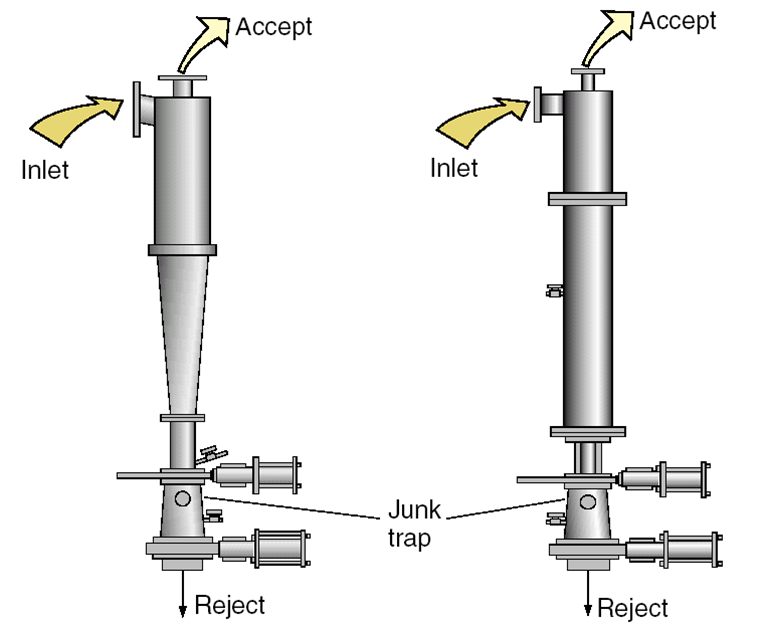 Accept
Accept
Inlet
Inlet
Junk
trap
Reject
Reject